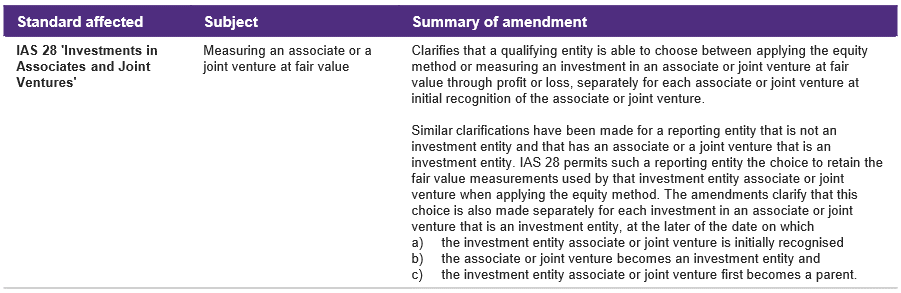 Standard affected Subject Summary of amendment
IAS 28 'Investments in Associates and Joint Ventures'
Measuring an associate or a joint venture at fair value
Clarifies that a qualifying entity is able to choose between applying the equity
method or measuring an investment in an associate or joint venture at fair
value through profit or loss, separately for each associate or joint venture at
initial recognition of the associate or joint venture.
Similar clarifications have been made for a reporting entity that is not an
investment entity and that has an associate or a joint venture that is an
investment entity. IAS 28 permits such a reporting entity the choice to retain the
fair value measurements used by that investment entity associate or joint
venture when applying the equity method. The amendments clarify that this
choice is also made separately for each investment in an associate or joint
venture that is an investment entity, at the later of the date on which
a) the investment entity associate or joint venture is initially recognised
b) the associate or joint venture becomes an investment entity and
c) the investment entity associate or joint venture first becomes a parent.